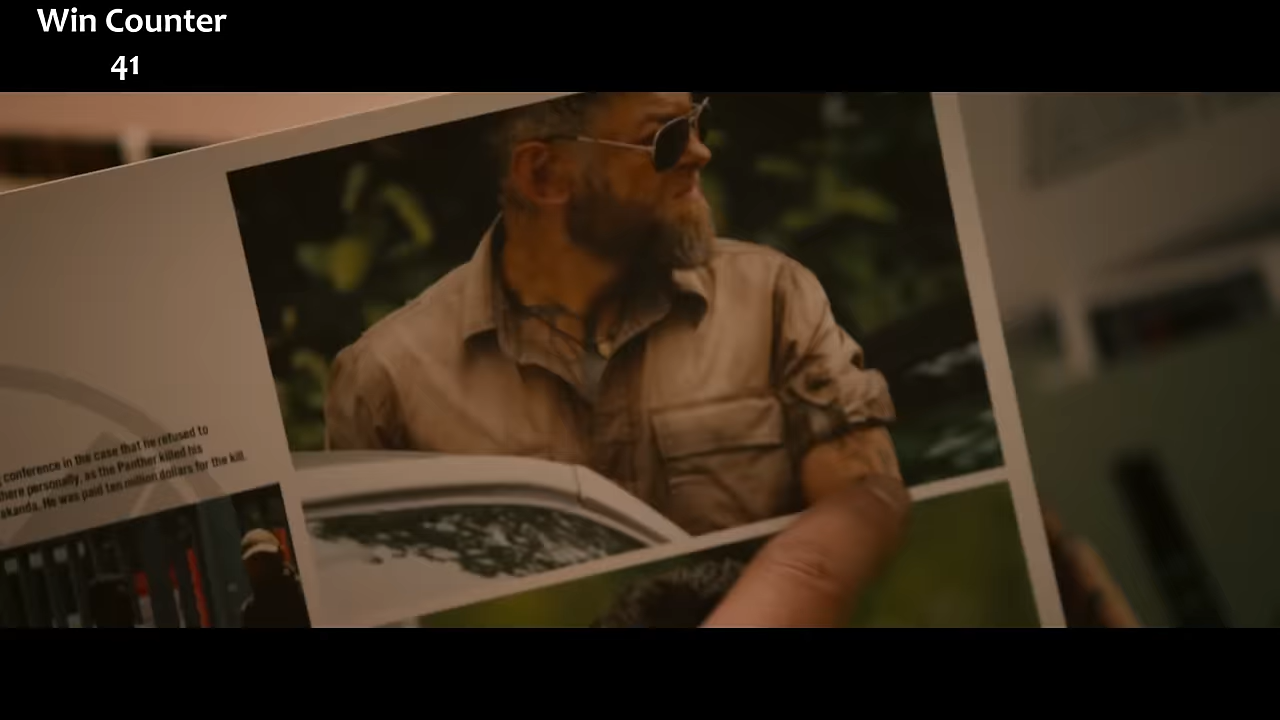 Win Counter
41
conference in the case that he refused to
here personally, as the Panther killed his
akanda. He was paid ten million dollars for the kill.